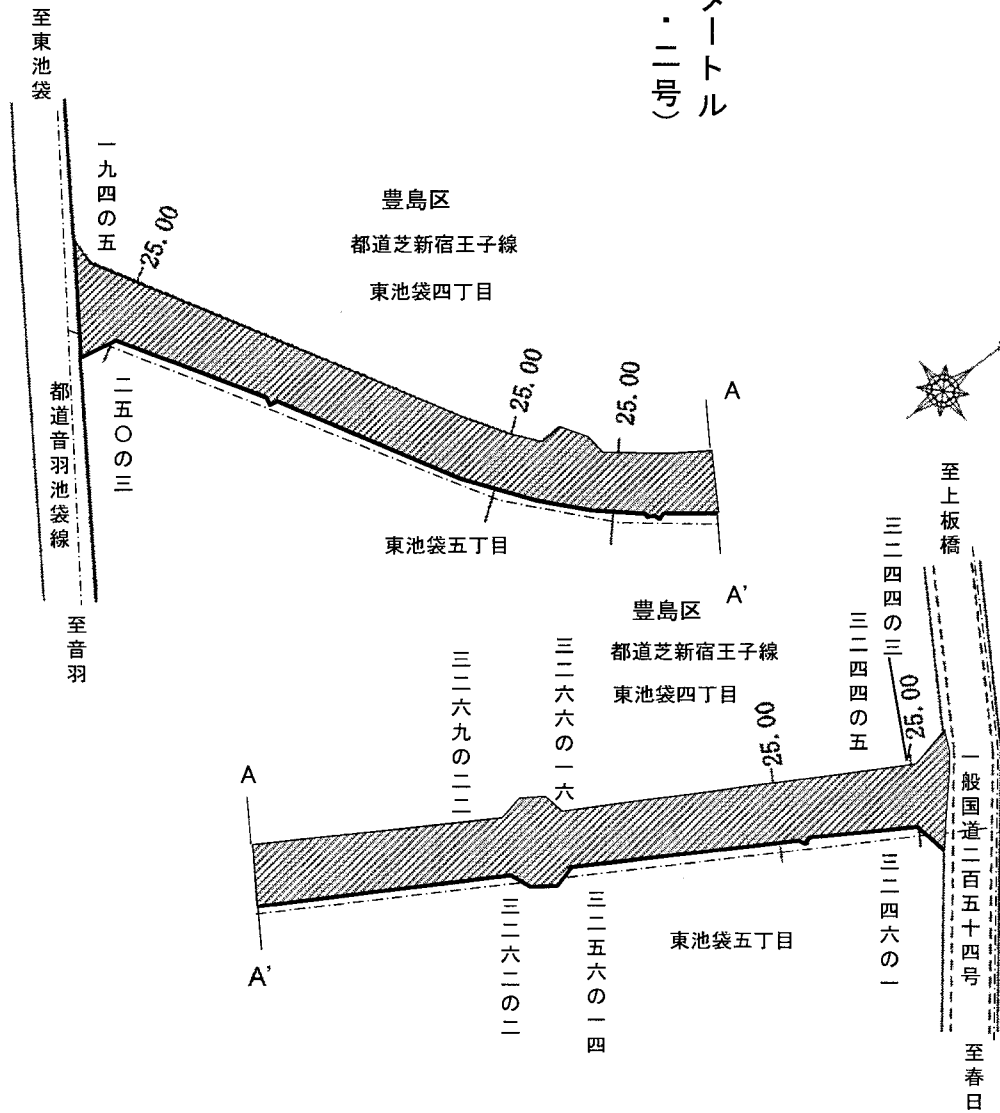 メートル
・二号）
至東池袋
一九四の五
25.00
豊島区
都道芝新宿王子線
東池袋四丁目
25.00
25.00
A
都道音羽池袋線
二五〇の三
東池袋五丁目
A'
至音羽
至上板橋
豊島区
都道芝新宿王子線
東池袋四丁目
三二四四の三
三二四四の五
三二六六の一六
三二六九の二二
25.00
25.00
A
一般国道二百五十四号
A'
三二六二の二
三二五六の一四
東池袋五丁目
三二四六の一
至春日